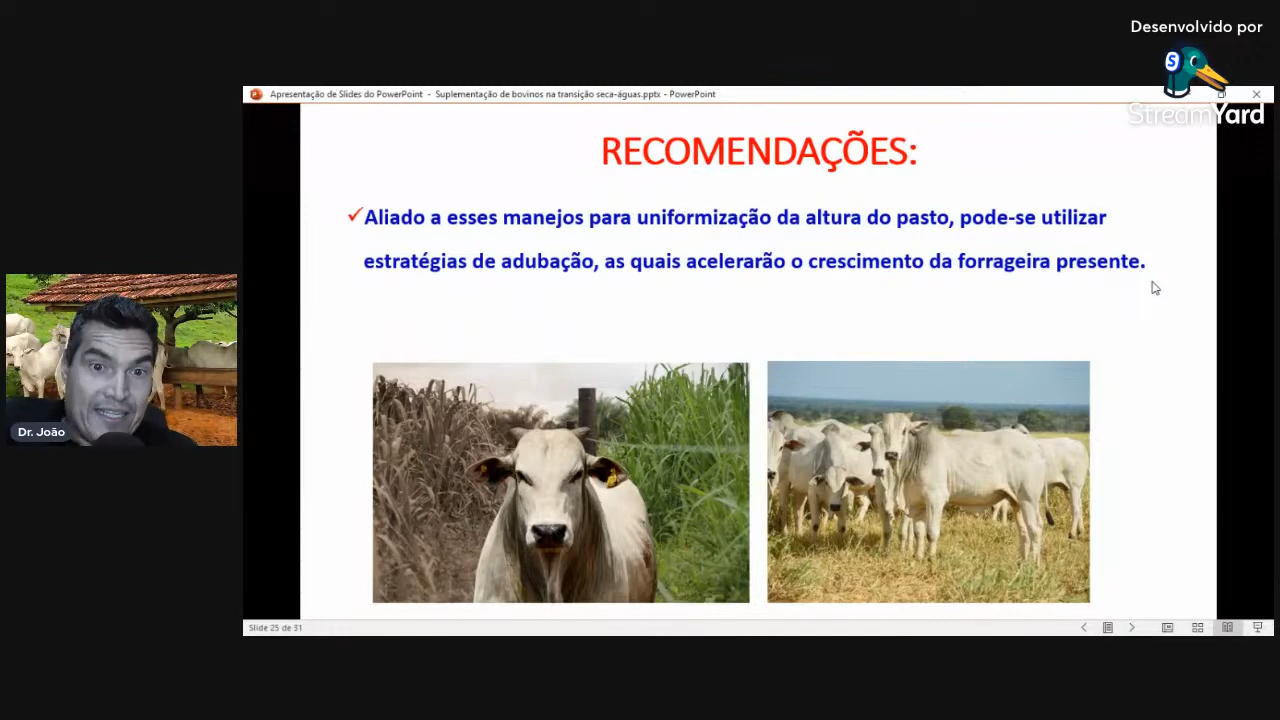 Desenvolvido por
S
StreamYard
Apresentação de Slides do PowerPoint - Suplementação de bovinos na transição seca-águas.pptx - PowerPoint
RECOMENDAÇÕES:
✓Aliado a esses manejos para uniformização da altura do pasto, pode-se utilizar
estratégias de adubação, as quais acelerarão o crescimento da forrageira presente.
Dr. João
Slide 25 de 31